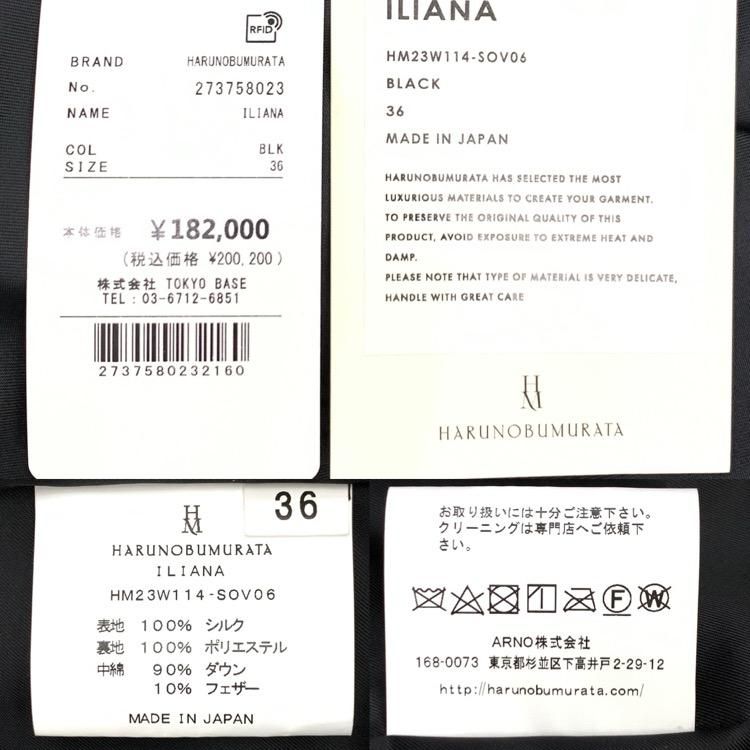 RFID
BRAND HARUNOBUMURATA
No. 273758023
NAME ILIANA
COL BLK
SIZE 36
本体価格 ¥182,000
(税込価格 ¥200,200)
株式会社 TOKYO BASE
TEL:03-6712-6851
2737580232160
ILIANA
HM23W114-SOV06
BLACK
36
MADE IN JAPAN
HARUNOBUMURATA HAS SELECTED THE MOST
LUXURIOUS MATERIALS TO CREATE YOUR GARMENT.
TO PRESERVE THE ORIGINAL QUALITY OF THIS
PRODUCT, AVOID EXPOSURE TO EXTREME HEAT AND
DAMP.
PLEASE NOTE THAT TYPE OF MATERIAL IS VERY DELICATE,
HANDLE WITH GREAT CARE
HM
HARUNOBUMURATA
36
HM
HARUNOBUMURATA
ILIANA
HM23W114-SOV06
表地 100% シルク
裏地 100% ポリエステル
中綿 90% ダウン
10% フェザー
MADE IN JAPAN
お取り扱いには十分ご注意下さい。
クリーニングは専門店へご依頼下
さい。
F W
ARNO株式会社
168-0073 東京都杉並区下高井戸2-29-12
http://harunobumurata.com/